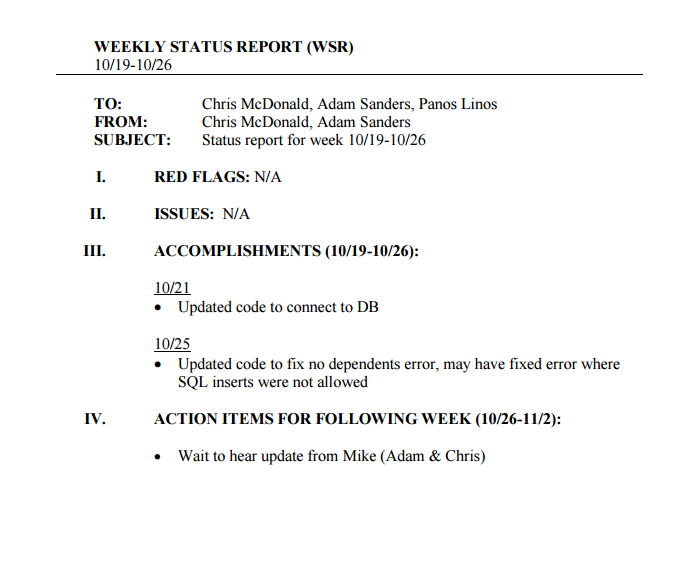 WEEKLY STATUS REPORT (WSR)
10/19-10/26
TO: Chris McDonald, Adam Sanders, Panos Linos
FROM: Chris McDonald, Adam Sanders
SUBJECT: Status report for week 10/19-10/26
I. RED FLAGS: N/A
II. ISSUES: N/A
III. ACCOMPLISHMENTS (10/19-10/26):
10/21
• Updated code to connect to DB
10/25
• Updated code to fix no dependents error, may have fixed error where
SQL inserts were not allowed
IV. ACTION ITEMS FOR FOLLOWING WEEK (10/26-11/2):
• Wait to hear update from Mike (Adam & Chris)